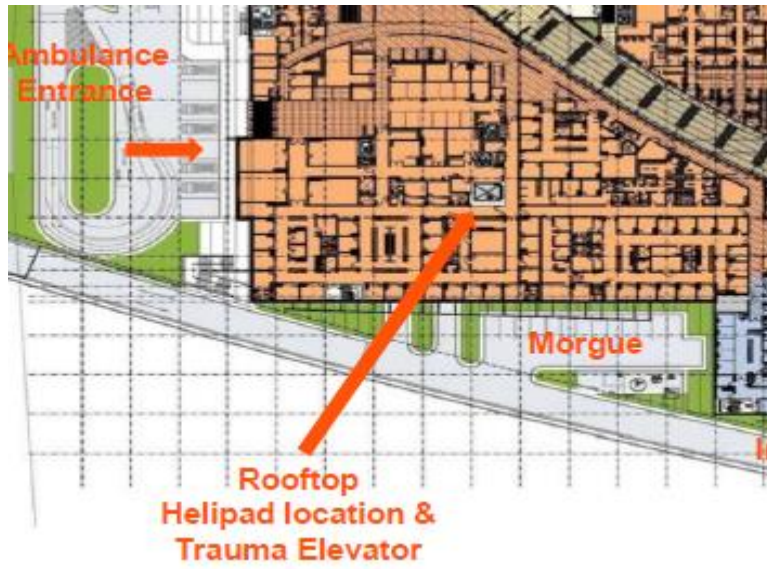 Ambulance
Entrance
Morgue
Rooftop
Helipad location &
Trauma Elevator